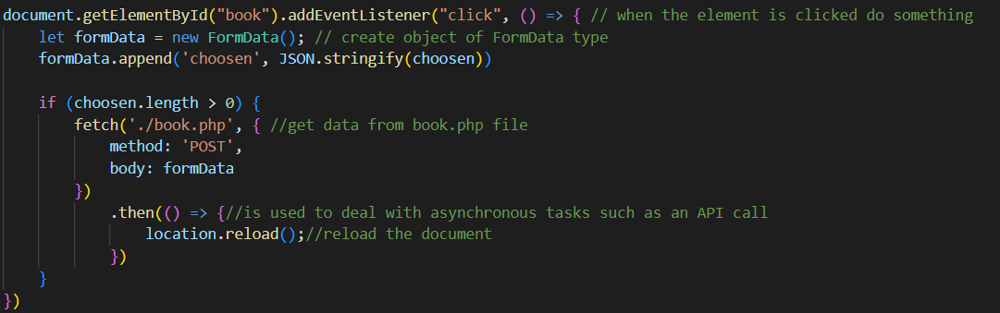 document.getElementById("book").addEventListener("click", () => { // when the element is clicked do something
    let formData = new FormData(); // create object of FormData type
    formData.append('choosen', JSON.stringify(choosen))

    if (choosen.length > 0) {
        fetch('./book.php', { //get data from book.php file
            method: 'POST',
            body: formData
        })
            .then(() => {//is used to deal with asynchronous tasks such as an API call
                location.reload();//reload the document
            })
    }
})